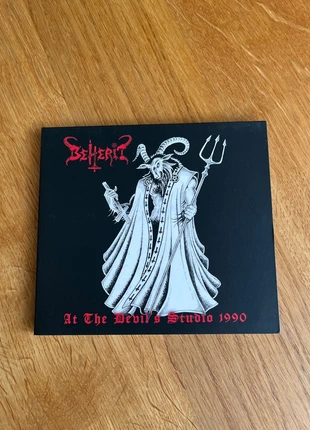 BEHERIT
At The Devil's Studio 1990